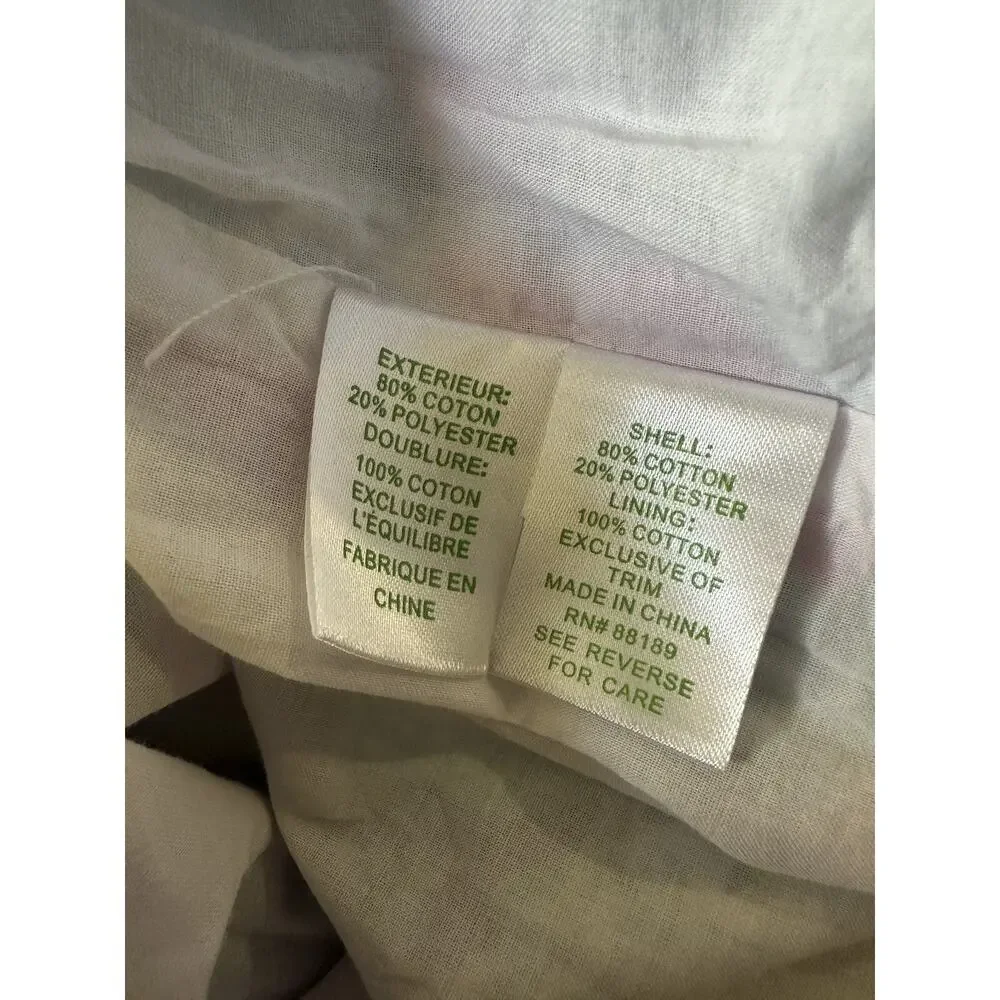 EXTERIEUR:
80% COTON
20% POLYESTER
DOUBLURE:
100% COTON
EXCLUSIF DE
L'ÉQUILIBRE
FABRIQUE EN
CHINE
SHELL:
80% COTTON
20% POLYESTER
LINING:
100% COTTON
EXCLUSIVE OF
TRIM
MADE IN CHINA
RN# 88189
SEE REVERSE
FOR CARE